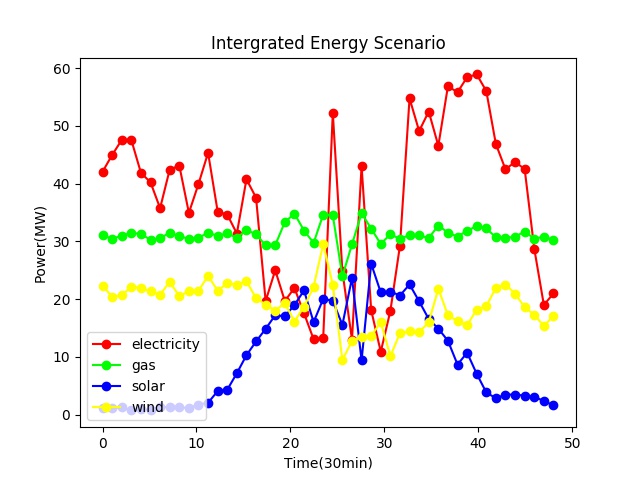 Intergrated Energy Scenario
60
50
40
30
20
10
0
Power(MW)
electricity
gas
solar
wind
0 10 20 30 40 50
Time(30min)